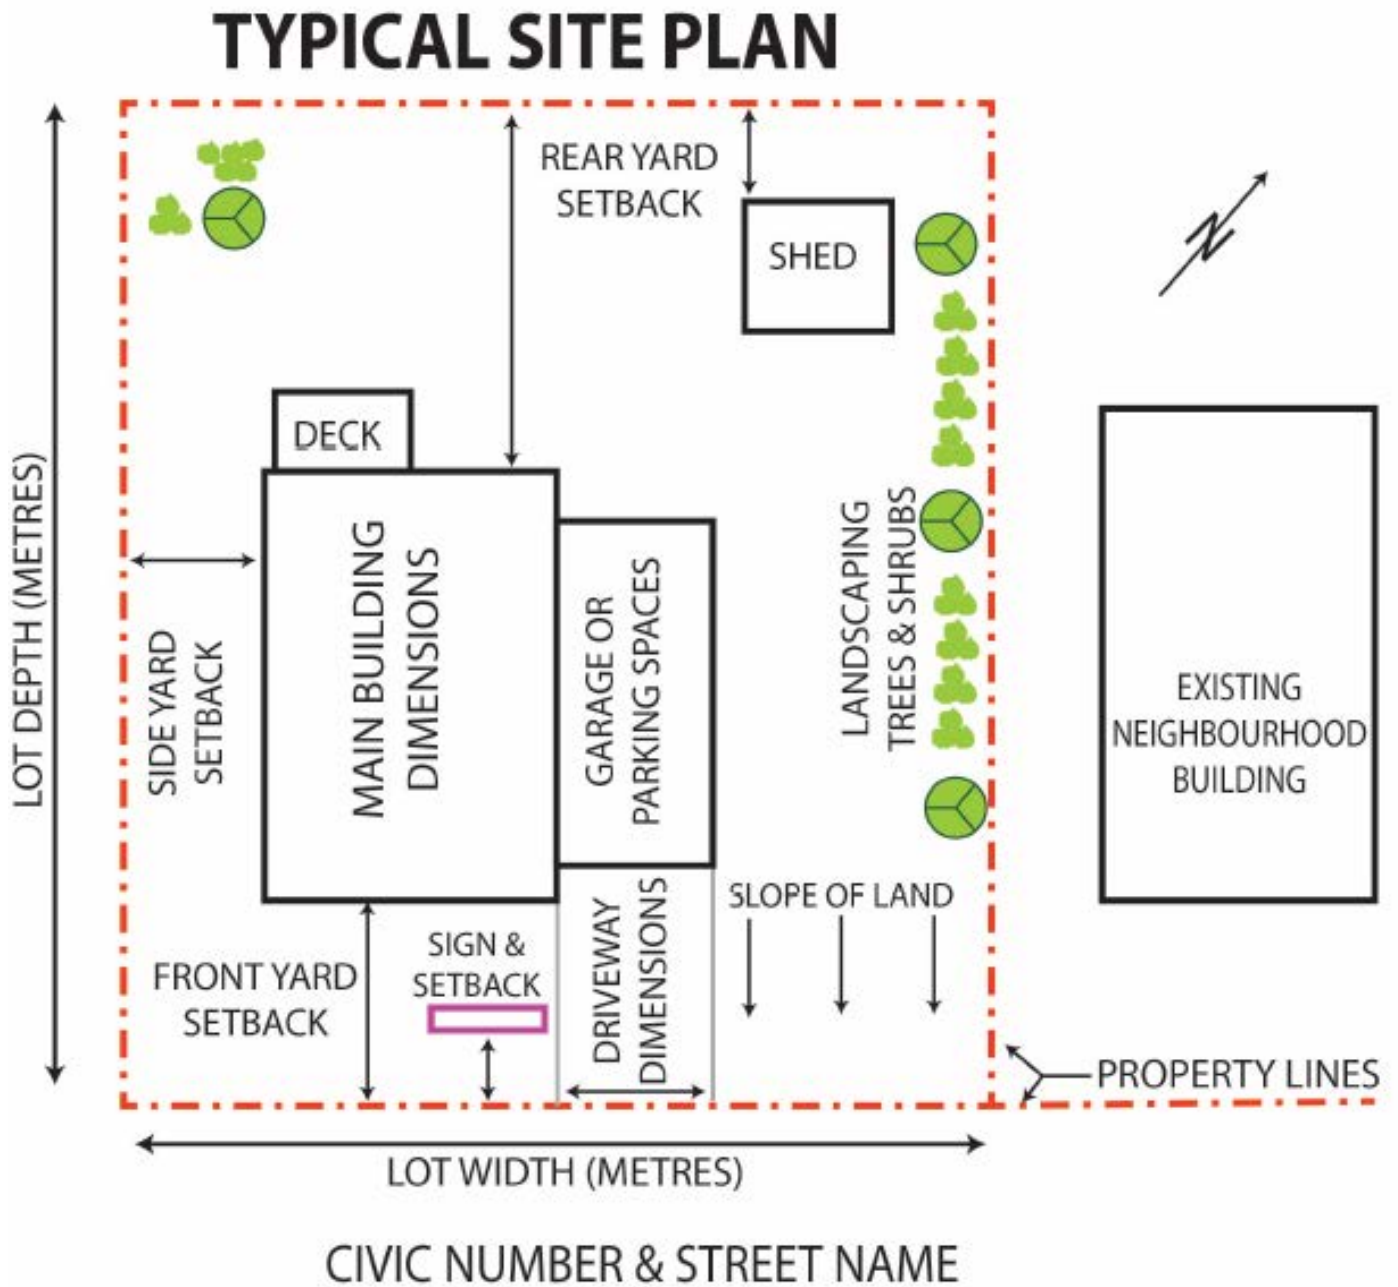 TYPICAL SITE PLAN
REAR YARD
SETBACK
SHED
N
DECK
LOT DEPTH (METRES)
SIDE YARD
SETBACK
MAIN BUILDING
DIMENSIONS
GARAGE OR
PARKING SPACES
LANDSCAPING
TREES & SHRUBS
EXISTING
NEIGHBOURHOOD
BUILDING
SLOPE OF LAND
FRONT YARD
SETBACK
SIGN &
SETBACK
DRIVEWAY
DIMENSIONS
PROPERTY LINES
LOT WIDTH (METRES)
CIVIC NUMBER & STREET NAME